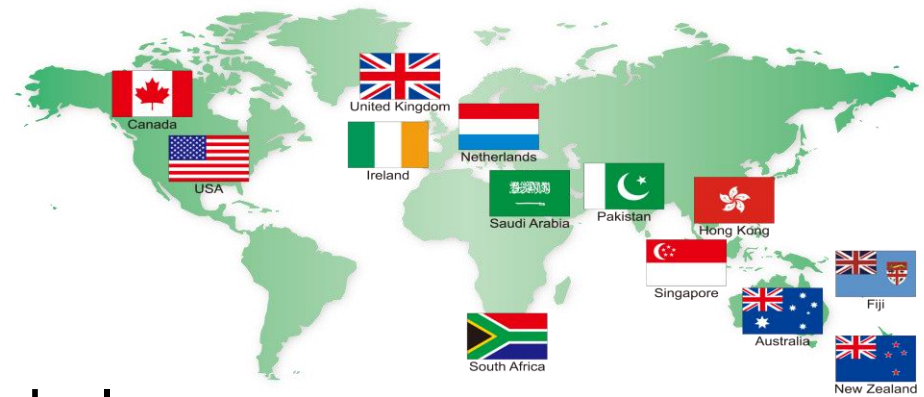 Canada
USA
United Kingdom
Ireland
Netherlands
Saudi Arabia
Pakistan
Hong Kong
Singapore
Fiji
Australia
South Africa
New Zealand